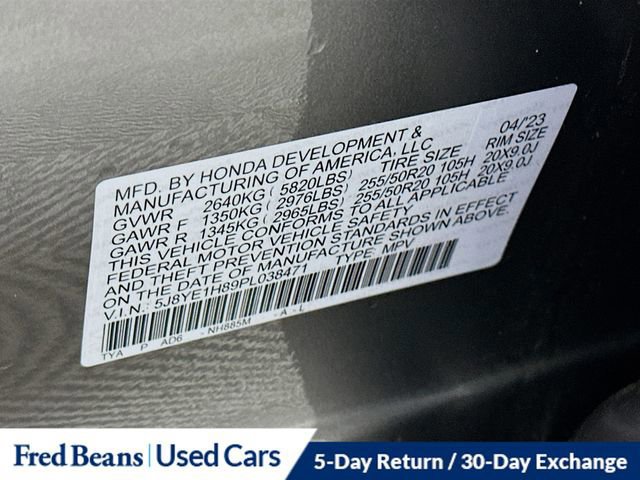 MFD. BY HONDA DEVELOPMENT & 04/'23
MANUFACTURING OF AMERICA, LLC
GVWR 2640KG( 5820LBS) TIRE SIZE RIM SIZE
GAWR F 1350KG( 2976LBS) 255/50R20 105H 20X9.0J
GAWR R 1345KG( 2965LBS) 255/50R20 105H 20X9.0J
THIS VEHICLE CONFORMS TO ALL APPLICABLE
FEDERAL MOTOR VEHICLE SAFETY
AND THEFT PREVENTION STANDARDS IN EFFECT
ON THE DATE OF MANUFACTURE SHOWN ABOVE.
V.I.N.: 5J8YE1H89PL038471 TYPE: MPV
TYA P AD6 - NH885M - A - L
Fred Beans | Used Cars
5-Day Return / 30-Day Exchange